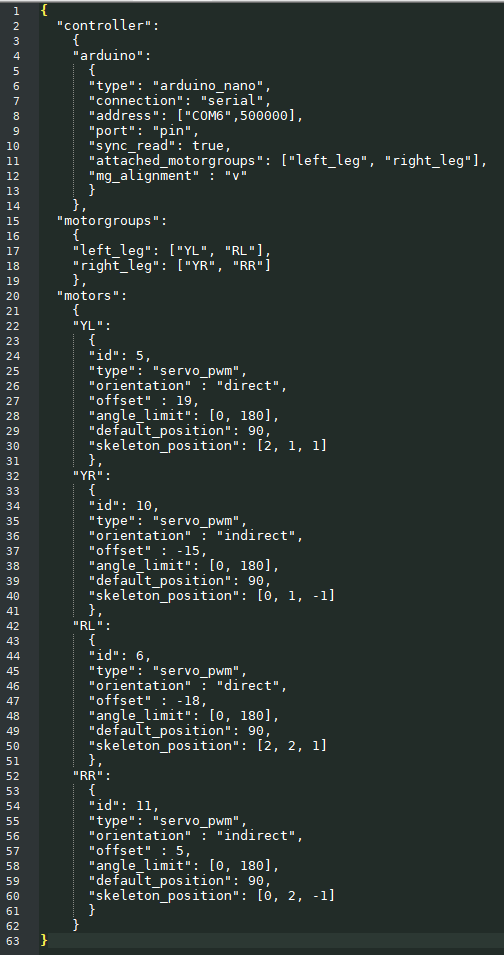 1 {
2   "controller":
3     {
4     "arduino":
5       {
6       "type": "arduino_nano",
7       "connection": "serial",
8       "address": ["COM6",500000],
9       "port": "pin",
10       "sync_read": true,
11       "attached_motorgroups": ["left_leg", "right_leg"],
12       "mg_alignment" : "v"
13       }
14     },
15   "motorgroups":
16     {
17     "left_leg": ["YL", "RL"],
18     "right_leg": ["YR", "RR"]
19     },
20   "motors":
21     {
22     "YL":
23       {
24       "id": 5,
25       "type": "servo_pwm",
26       "orientation" : "direct",
27       "offset" : 19,
28       "angle_limit": [0, 180],
29       "default_position": 90,
30       "skeleton_position": [2, 1, 1]
31       },
32     "YR":
33       {
34       "id": 10,
35       "type": "servo_pwm",
36       "orientation" : "indirect",
37       "offset" : -15,
38       "angle_limit": [0, 180],
39       "default_position": 90,
40       "skeleton_position": [0, 1, -1]
41       },
42     "RL":
43       {
44       "id": 6,
45       "type": "servo_pwm",
46       "orientation" : "direct",
47       "offset" : -18,
48       "angle_limit": [0, 180],
49       "default_position": 90,
50       "skeleton_position": [2, 2, 1]
51       },
52     "RR":
53       {
54       "id": 11,
55       "type": "servo_pwm",
56       "orientation" : "indirect",
57       "offset" : 5,
58       "angle_limit": [0, 180],
59       "default_position": 90,
60       "skeleton_position": [0, 2, -1]
61       }
62     }
63 }